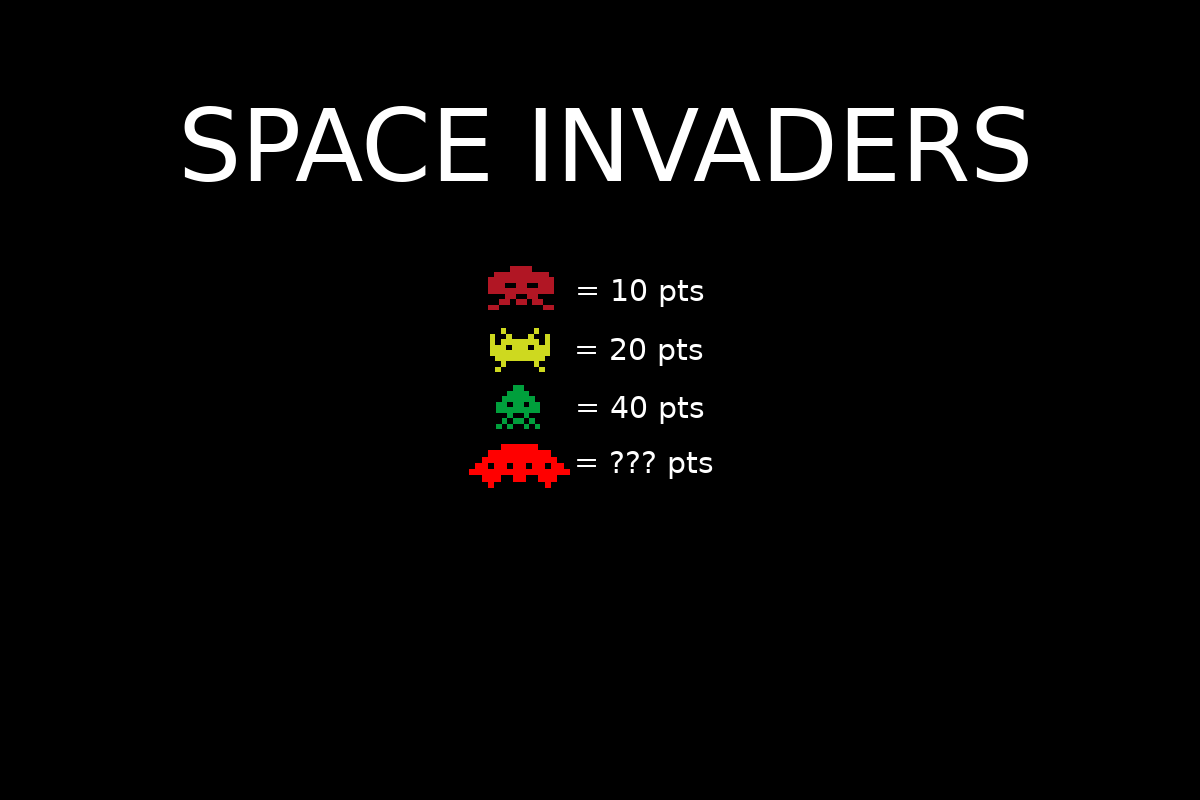 SPACE INVADERS
= 10 pts
= 20 pts
= 40 pts
= ??? pts